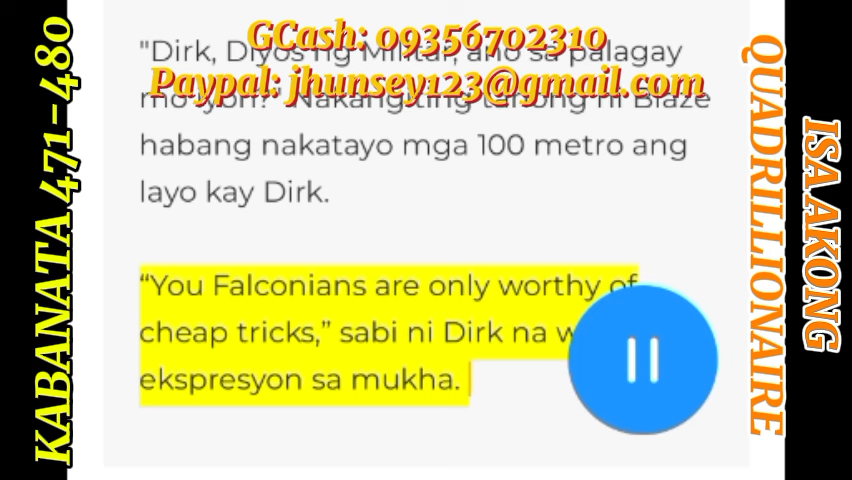 KABANATA 471-480
GCash: 09356702310
Paypal: jhunsey123@gmail.com
"Dirk, Diyos ng Militar, ano sa palagay
mo iyon?" Nakangiting tanong ni Blaze
habang nakatayo mga 100 metro ang
layo kay Dirk.
“You Falconians are only worthy of
cheap tricks,” sabi ni Dirk na
ekspresyon sa mukha.
ISA AKONG
QUADRILLIONAIRE